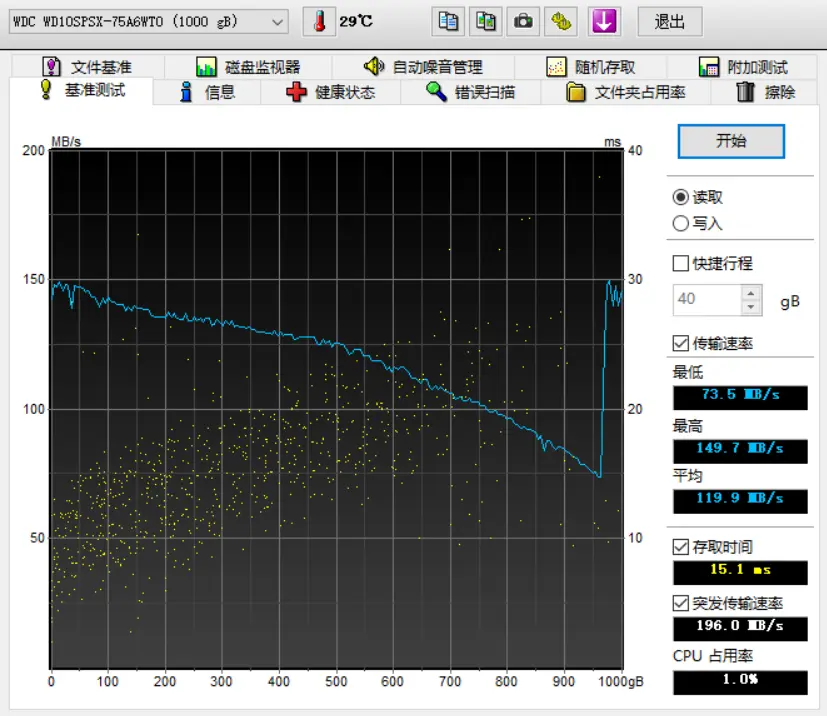 WDC WD10SPSX-75A6WT0 (1000 gB)
29℃
退出
文件基准 磁盘监视器 自动噪音管理 随机存取 附加测试
基准测试 信息 健康状态 错误扫描 文件夹占用率 擦除
MB/s ms
200 40
150 30
100 20
50 10
0 100 200 300 400 500 600 700 800 900 1000gB
开始
读取
写入
快捷行程
40 gB
传输速率
最低
73.5 MB/s
最高
149.7 MB/s
平均
119.9 MB/s
存取时间
15.1 ms
突发传输速率
196.0 MB/s
CPU 占用率
1.0%